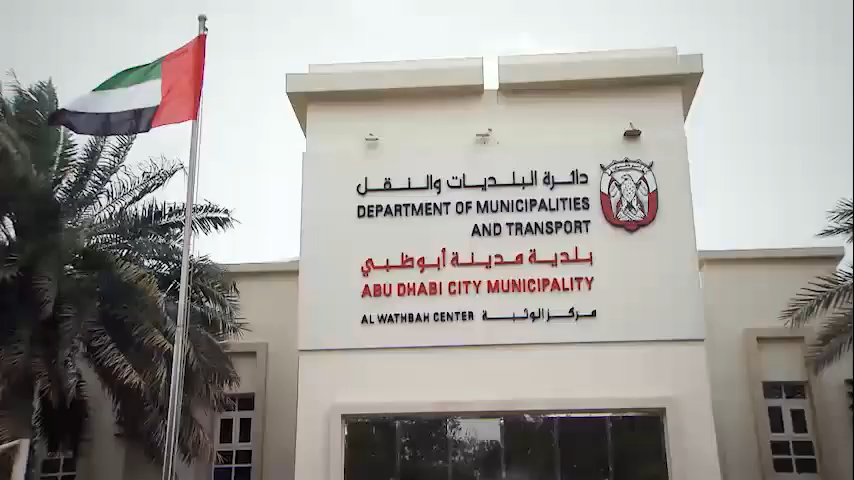 دائرة البلديات والنقل
DEPARTMENT OF MUNICIPALITIES
AND TRANSPORT
بلدية مدينة أبوظبي
ABU DHABI CITY MUNICIPALITY
AL WATHBAH CENTER مركز الوثبة